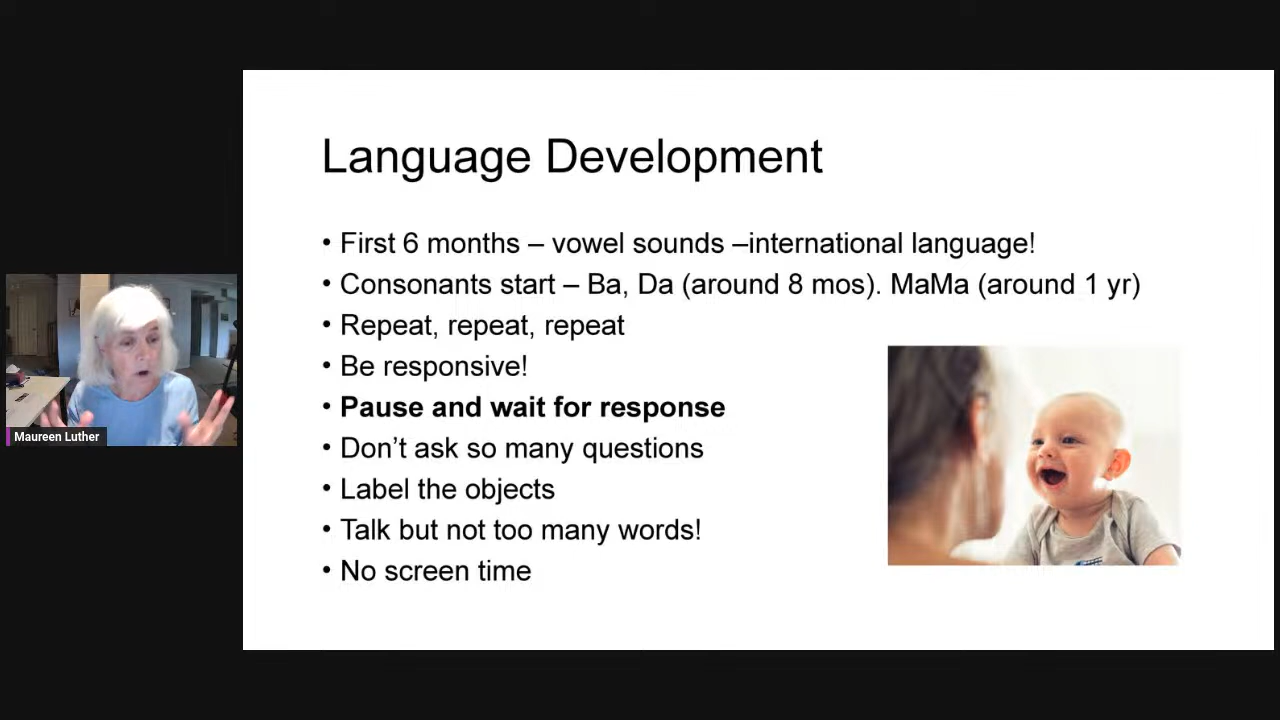 Language Development
• First 6 months – vowel sounds –international language!
• Consonants start – Ba, Da (around 8 mos). MaMa (around 1 yr)
• Repeat, repeat, repeat
• Be responsive!
• Pause and wait for response
• Don’t ask so many questions
• Label the objects
• Talk but not too many words!
• No screen time
Maureen Luther